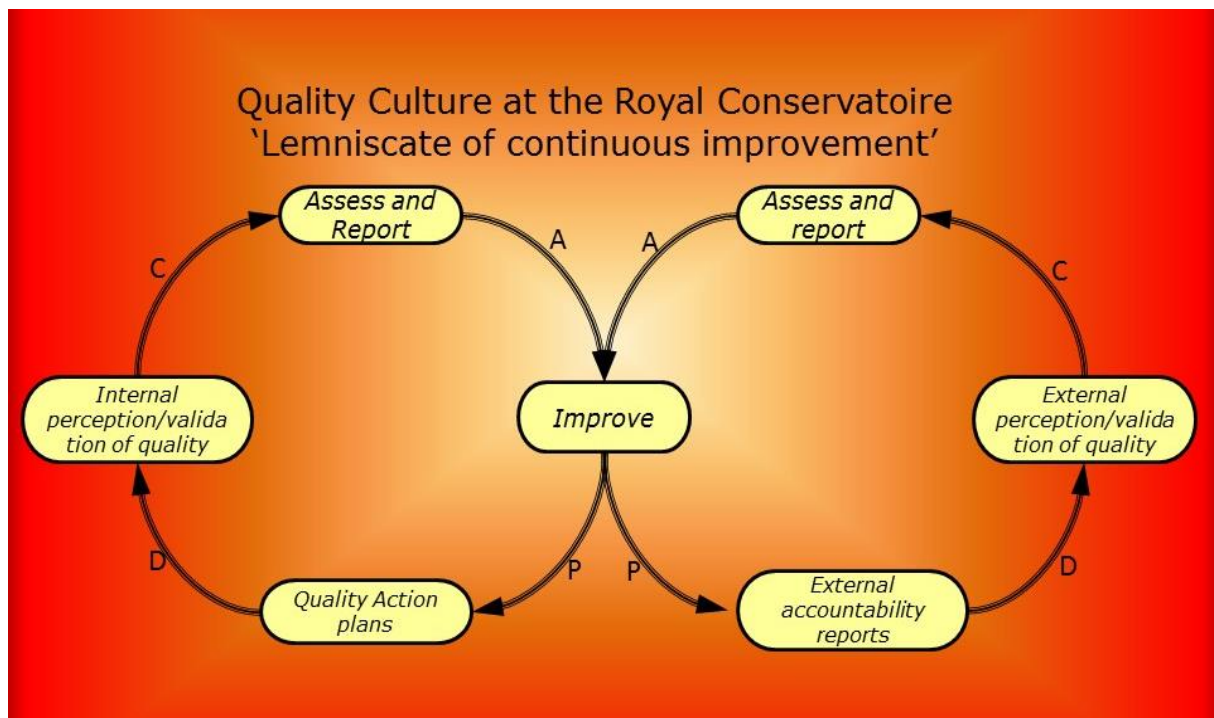 Quality Culture at the Royal Conservatoire
‘Lemniscate of continuous improvement’
Assess and
Report
Assess and
report
A
A
C
C
Internal
perception/valida
tion of quality
Improve
External
perception/valida
tion of quality
D
P
P
D
Quality Action
plans
External
accountability
reports